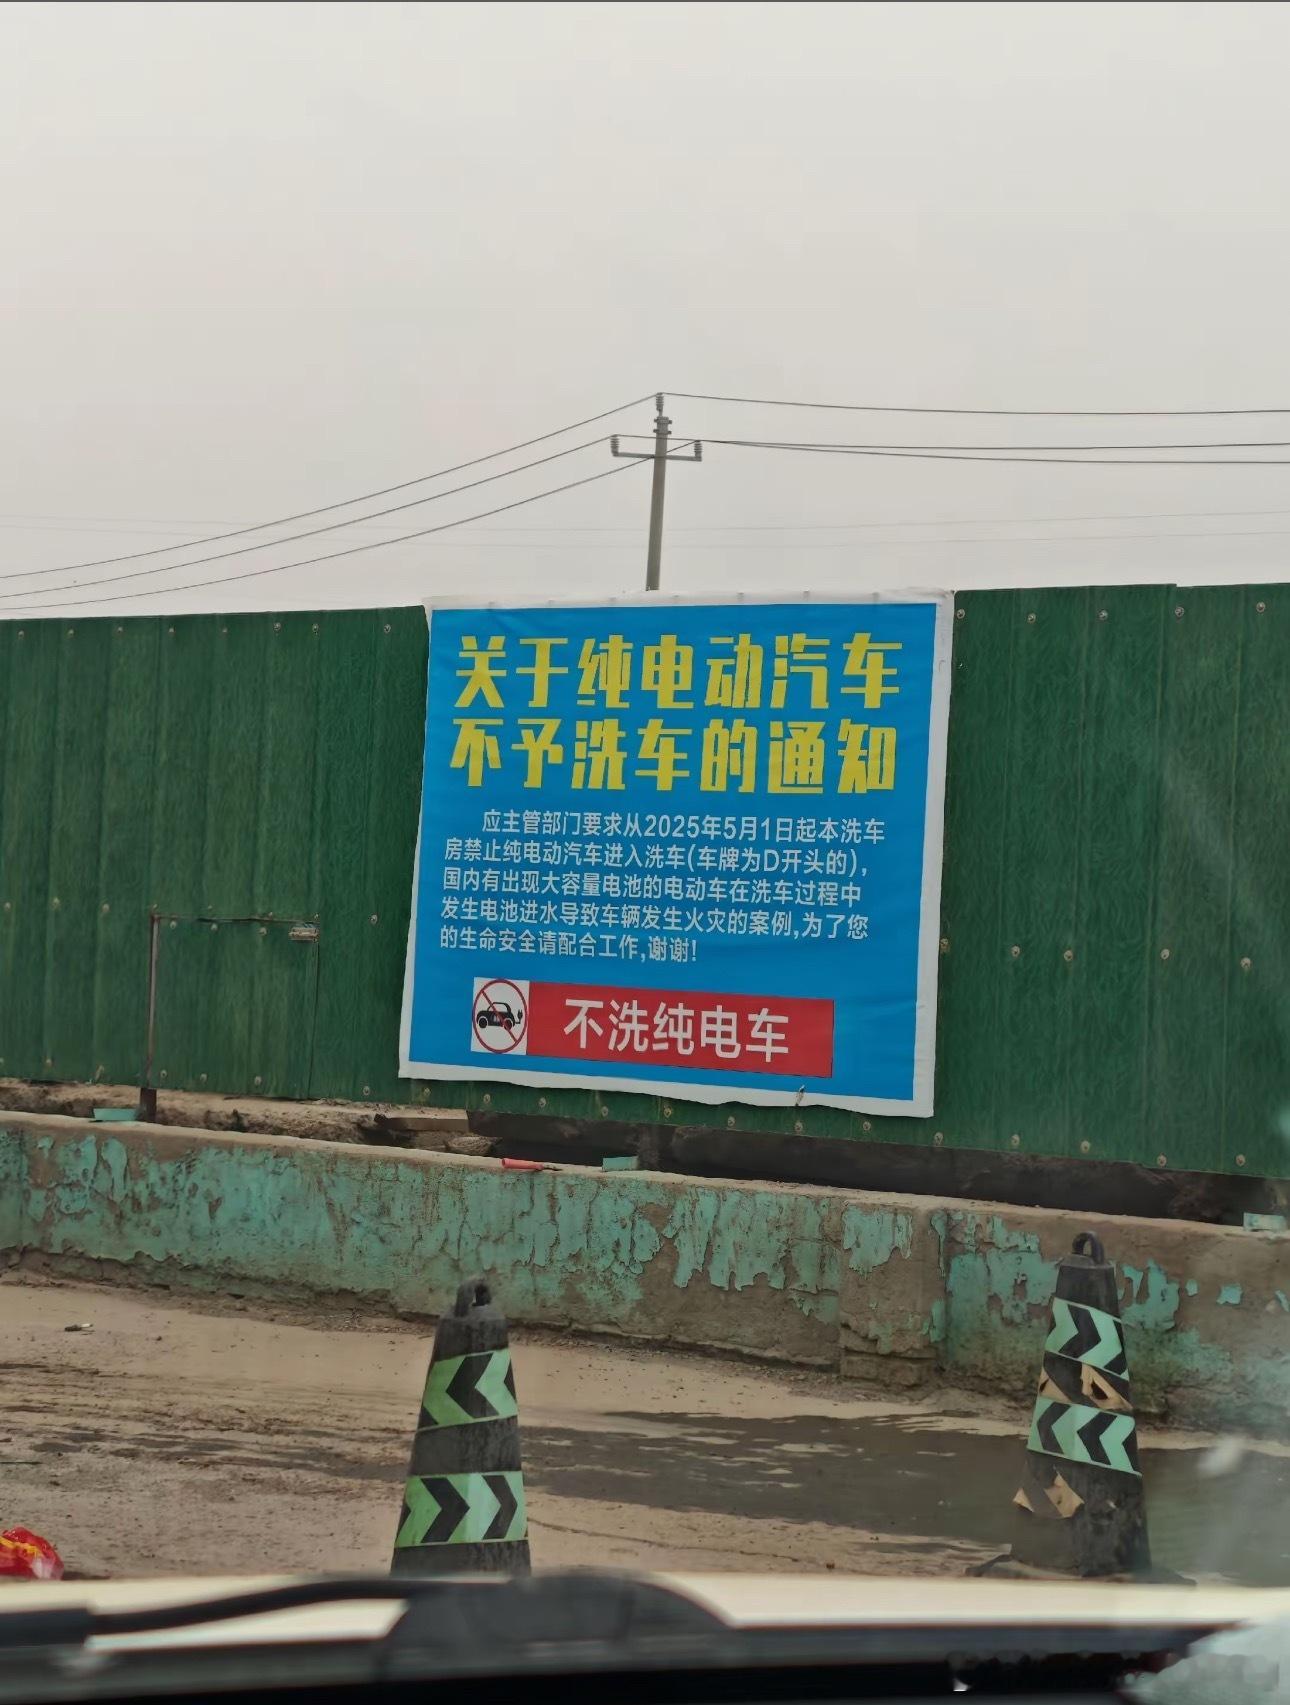 关于纯电动汽车
不予洗车的通知
应主管部门要求从2025年5月1日起本洗车
房禁止纯电动汽车进入洗车(车牌为D开头的),
国内有出现大容量电池的电动车在洗车过程中
发生电池进水导致车辆发生火灾的案例,为了您
的生命安全请配合工作,谢谢!
不洗纯电车